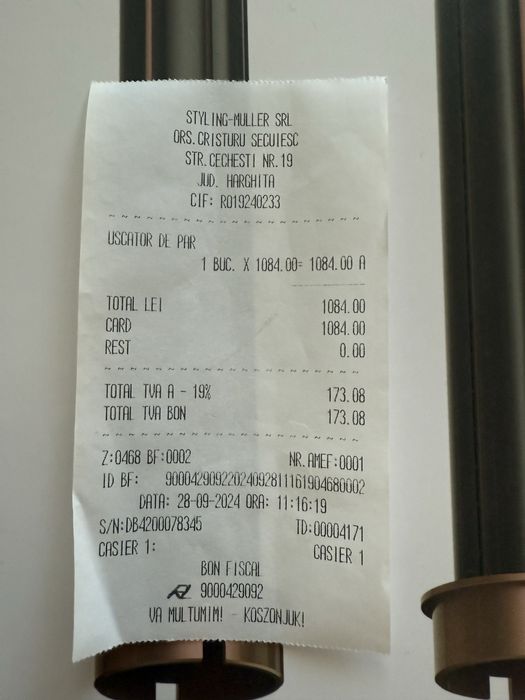 STYLING-MULLER SRL
ORS.CRISTURU SECUIESC
STR.CECHESTI NR.19
JUD. HARGHITA
CIF: RO19240233
USCATOR DE PAR
1 BUC. X 1084.00= 1084.00 A
TOTAL LEI 1084.00
CARD 1084.00
REST 0.00
TOTAL TVA A - 19% 173.08
TOTAL TVA BON 173.08
Z:0468 BF:0002 NR.AMEF:0001
ID BF: 90004290922024092811161904680002
DATA: 28-09-2024 ORA: 11:16:19
S/N:DB4200078345 TD:00004171
CASIER 1: CASIER 1
BON FISCAL
9000429092
VA MULTUMIM! - KOSZONJUK!